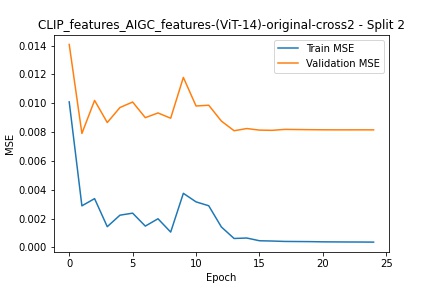 CLIP_features_AIGC_features-(ViT-14)-original-cross2 - Split 2
Train MSE
Validation MSE
MSE
0.014
0.012
0.010
0.008
0.006
0.004
0.002
0.000
0 5 10 15 20 25
Epoch